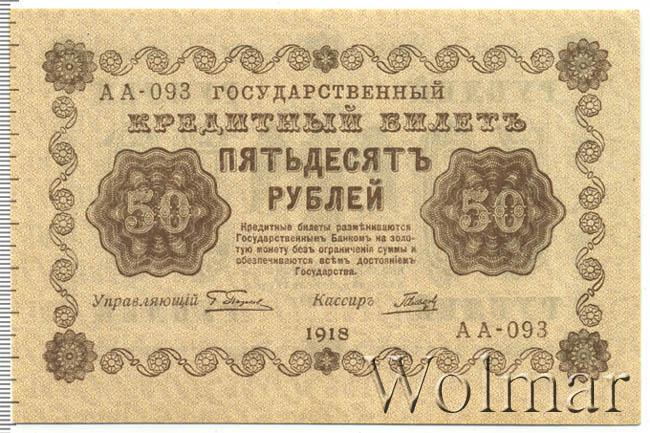 АА-093 ГОСУДАРСТВЕННЫЙ
КРЕДИТНЫЙ БИЛЕТЪ
ПЯТЬДЕСЯТЪ
РУБЛЕЙ
50
50
Кредитные билеты размѣниваются
Государственнымъ Банкомъ на золо-
тую монету безъ ограниченія суммы и
обезпечиваются всѣмъ достояніемъ
Государства.
Управляющій
Кассиръ
1918
АА-093
Wolmar